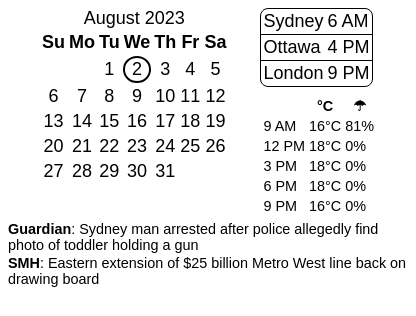 August 2023
Su Mo Tu We Th Fr Sa
1 2 3 4 5
6 7 8 9 10 11 12
13 14 15 16 17 18 19
20 21 22 23 24 25 26
27 28 29 30 31
Sydney 6 AM
Ottawa 4 PM
London 9 PM
°C ☂
9 AM 16°C 81%
12 PM 18°C 0%
3 PM 18°C 0%
6 PM 18°C 0%
9 PM 16°C 0%
Guardian: Sydney man arrested after police allegedly find
photo of toddler holding a gun
SMH: Eastern extension of $25 billion Metro West line back on
drawing board